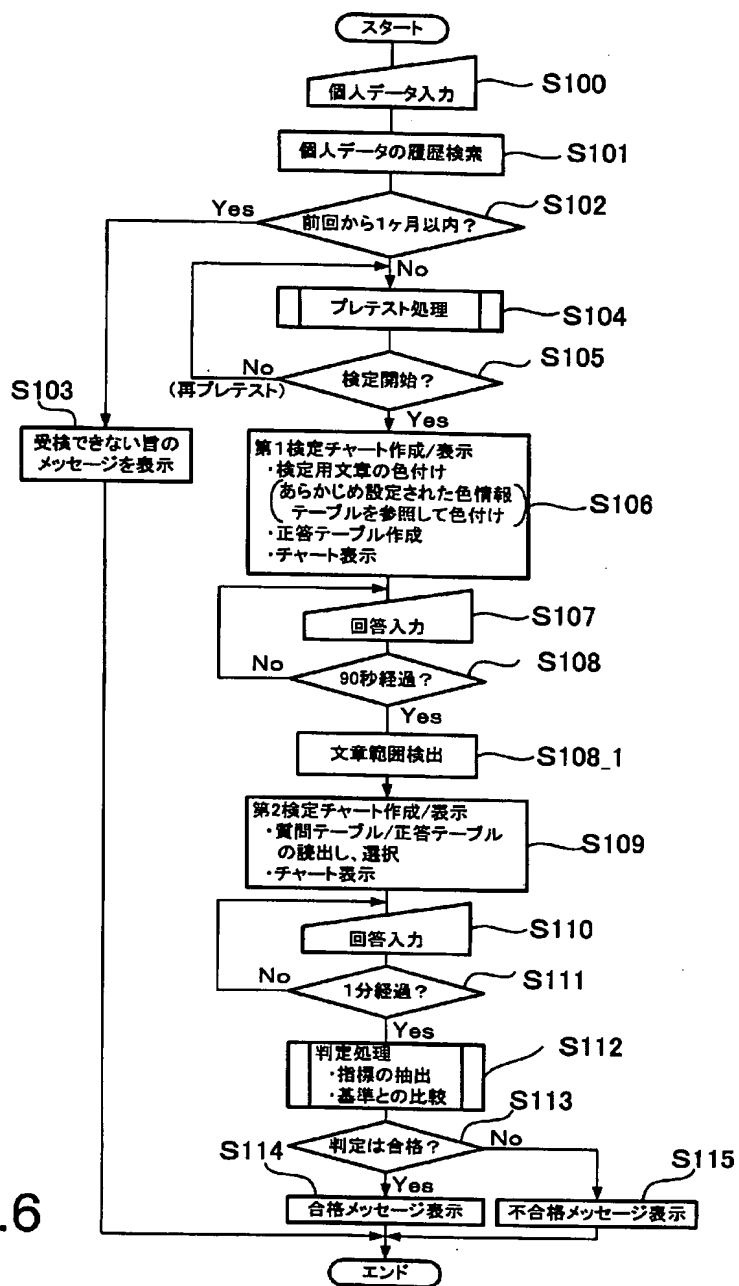 スタート
個人データ入力
S100
個人データの履歴検索
S101
前回から1ヶ月以内?
S102
Yes
No
プレテスト処理
S104
検定開始?
S105
No
(再プレテスト)
Yes
S103
受検できない旨の
メッセージを表示
第1検定チャート作成/表示
・検定用文章の色付け
(あらかじめ設定された色情報
テーブルを参照して色付け)
・正答テーブル作成
・チャート表示
S106
回答入力
S107
90秒経過?
S108
No
Yes
文章範囲検出
S108_1
第2検定チャート作成/表示
・質問テーブル/正答テーブル
の読出し、選択
・チャート表示
S109
回答入力
S110
1分経過?
S111
No
Yes
判定処理
・指標の抽出
・基準との比較
S112
判定は合格?
S113
No
Yes
S114
合格メッセージ表示
S115
不合格メッセージ表示
エンド
.6